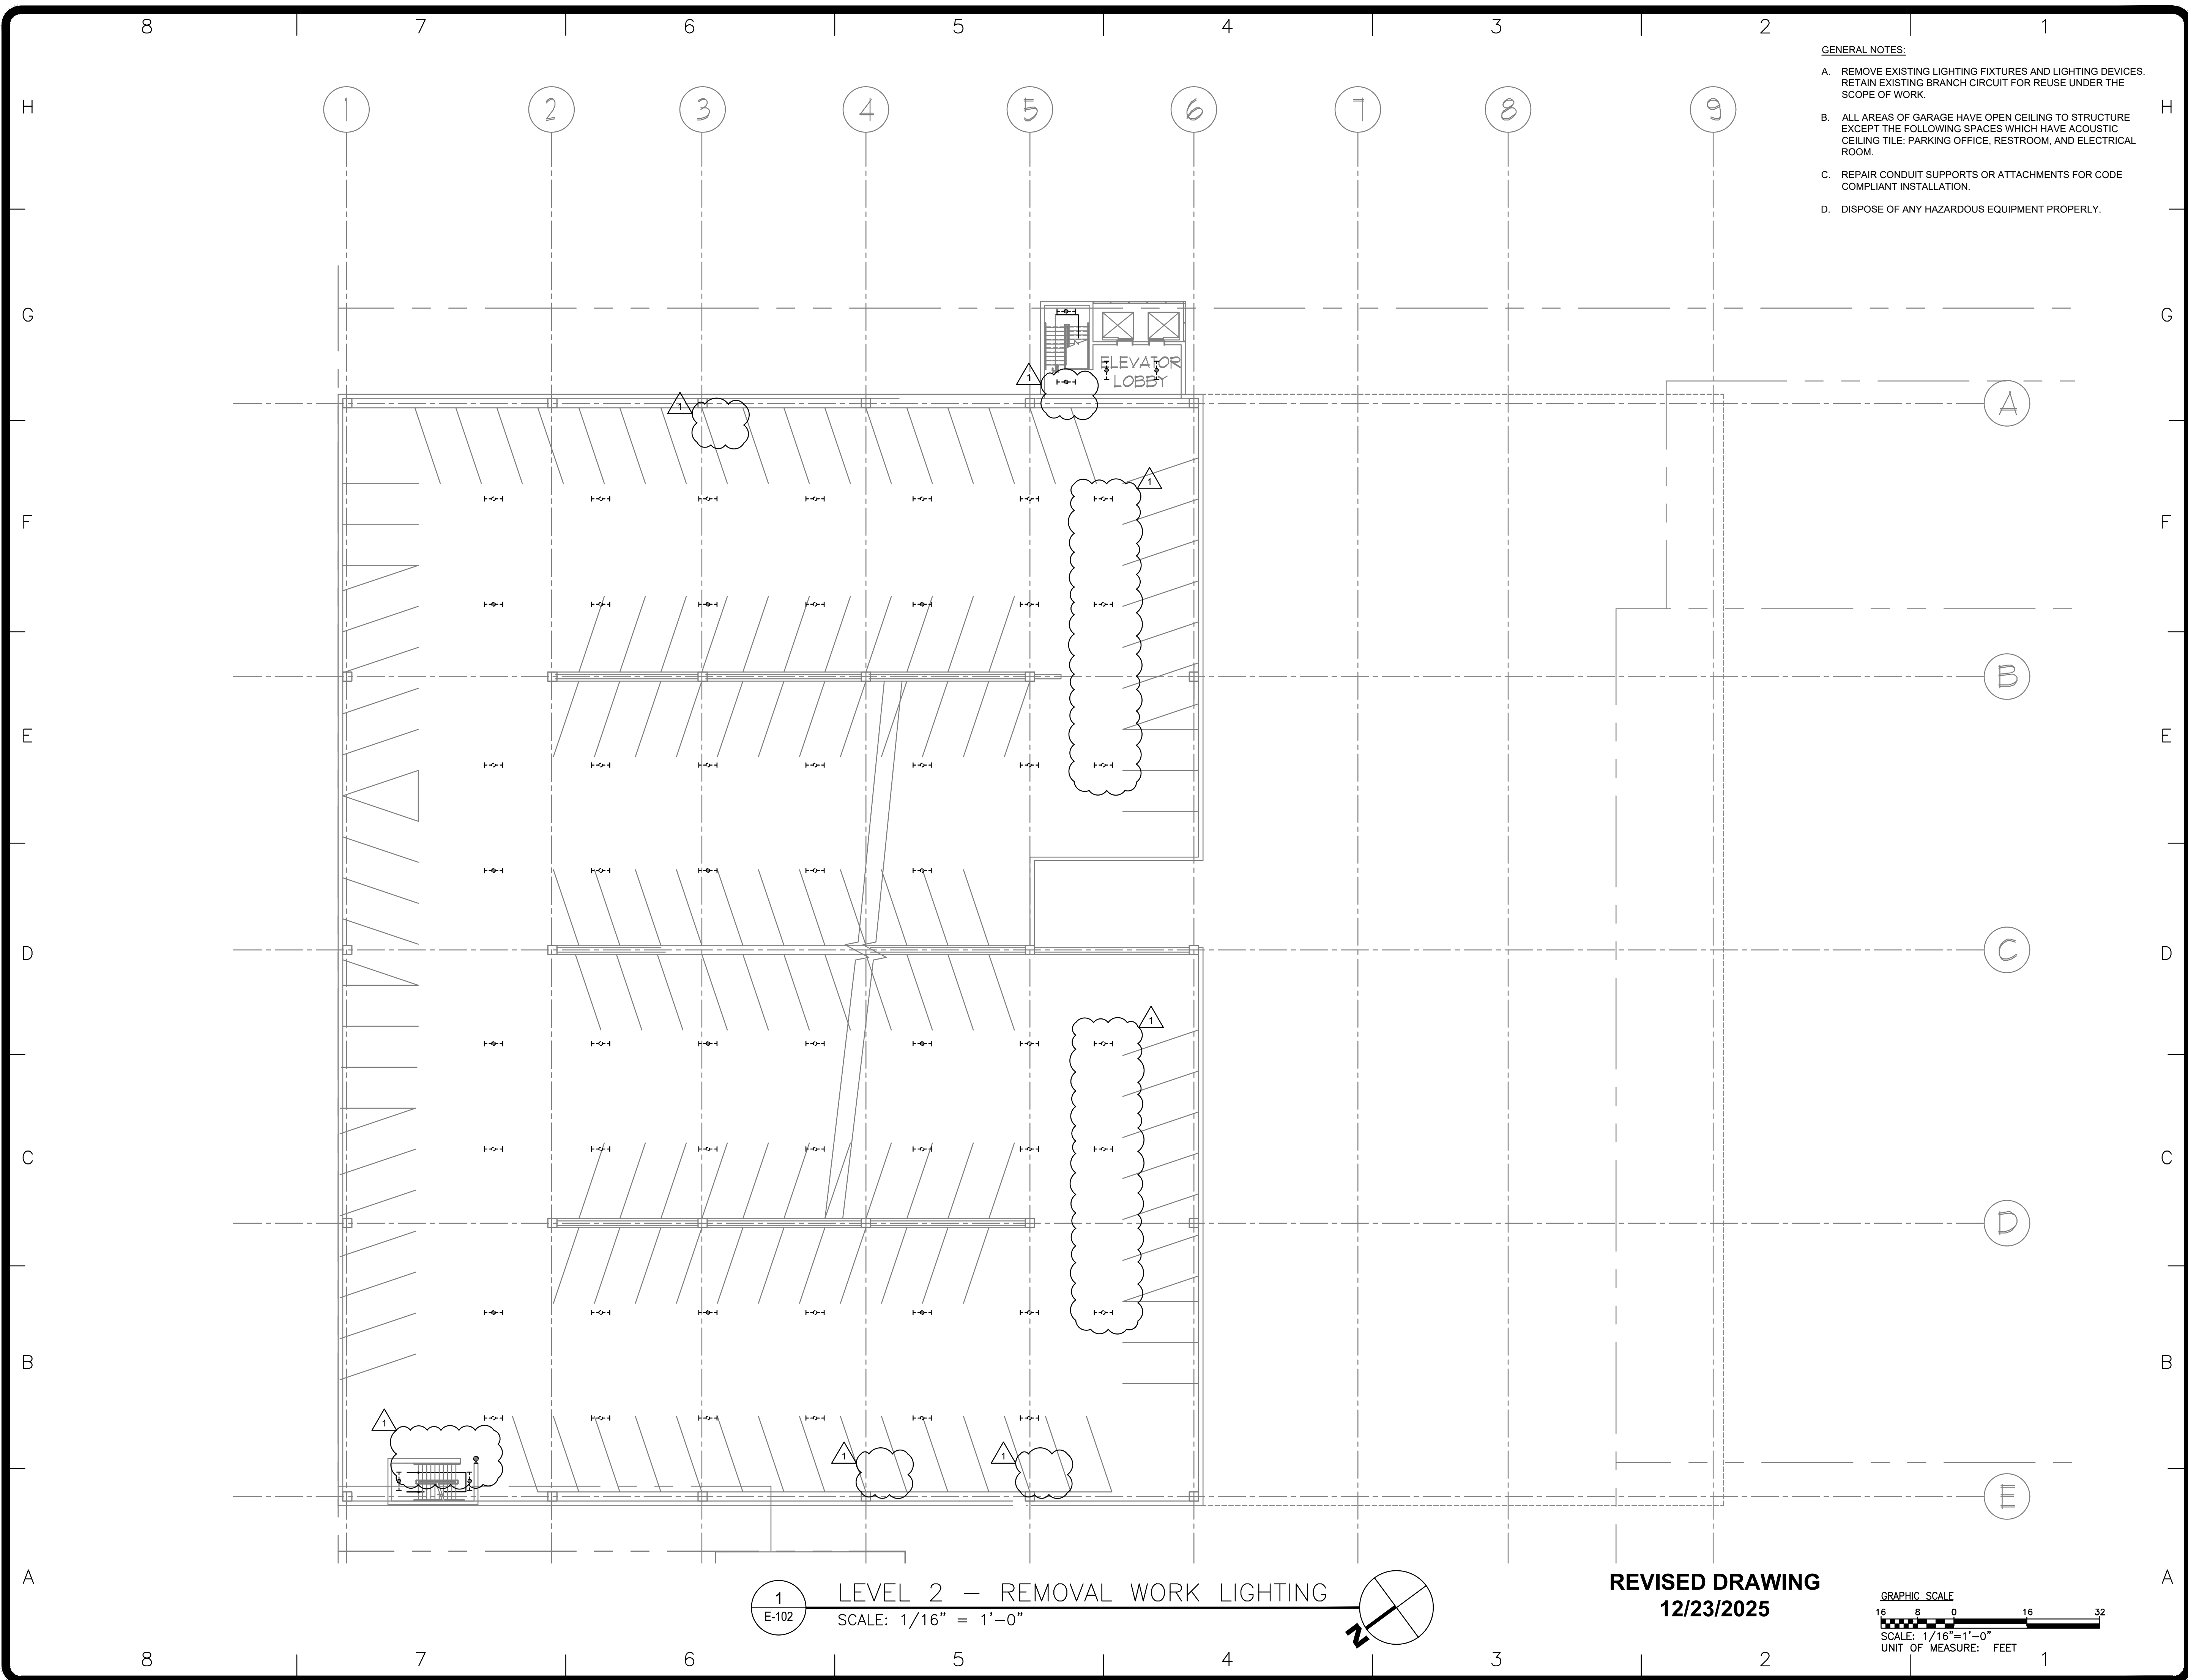 8 7 6 5 4 3 2 1
GENERAL NOTES:
A. REMOVE EXISTING LIGHTING FIXTURES AND LIGHTING DEVICES.
RETAIN EXISTING BRANCH CIRCUIT FOR REUSE UNDER THE
SCOPE OF WORK.
B. ALL AREAS OF GARAGE HAVE OPEN CEILING TO STRUCTURE
EXCEPT THE FOLLOWING SPACES WHICH HAVE ACOUSTIC
CEILING TILE: PARKING OFFICE, RESTROOM, AND ELECTRICAL
ROOM.
C. REPAIR CONDUIT SUPPORTS OR ATTACHMENTS FOR CODE
COMPLIANT INSTALLATION.
D. DISPOSE OF ANY HAZARDOUS EQUIPMENT PROPERLY.
H H
1 2 3 4 5 6 7 8 9
G G
ELEVATOR
LOBBY
1
1
A
1
F F
B
E E
C
D D
1
C C
D
B B
1
1 1
E
A A
1
E-102
LEVEL 2 - REMOVAL WORK LIGHTING
SCALE: 1/16" = 1'-0"
N
REVISED DRAWING
12/23/2025
GRAPHIC SCALE
16 8 0 16 32
SCALE: 1/16"=1'-0"
UNIT OF MEASURE: FEET
8 7 6 5 4 3 2 1